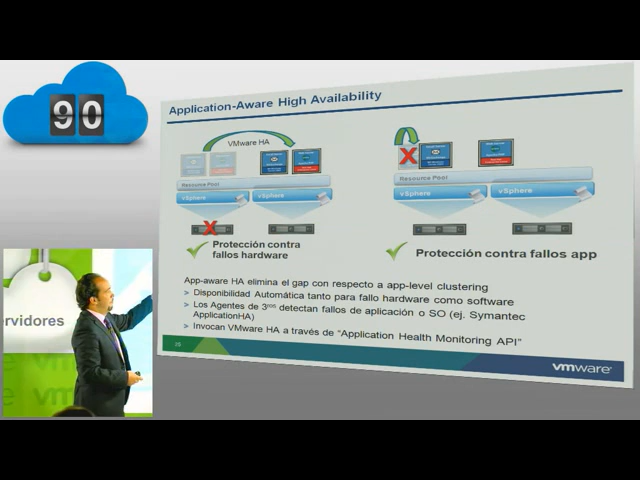 90
Application-Aware High Availability
VMware HA
Resource Pool
vSphere
vSphere
Protección contra
fallos hardware
Resource Pool
vSphere
vSphere
Protección contra fallos app
App-aware HA elimina el gap con respecto a app-level clustering
Disponibilidad Automática tanto para fallo hardware como software
Los Agentes de 3ros detectan fallos de aplicación o SO (ej. Symantec
ApplicationHA)
Invocan VMware HA a través de “Application Health Monitoring API”
25
vmware
ervidores
vm